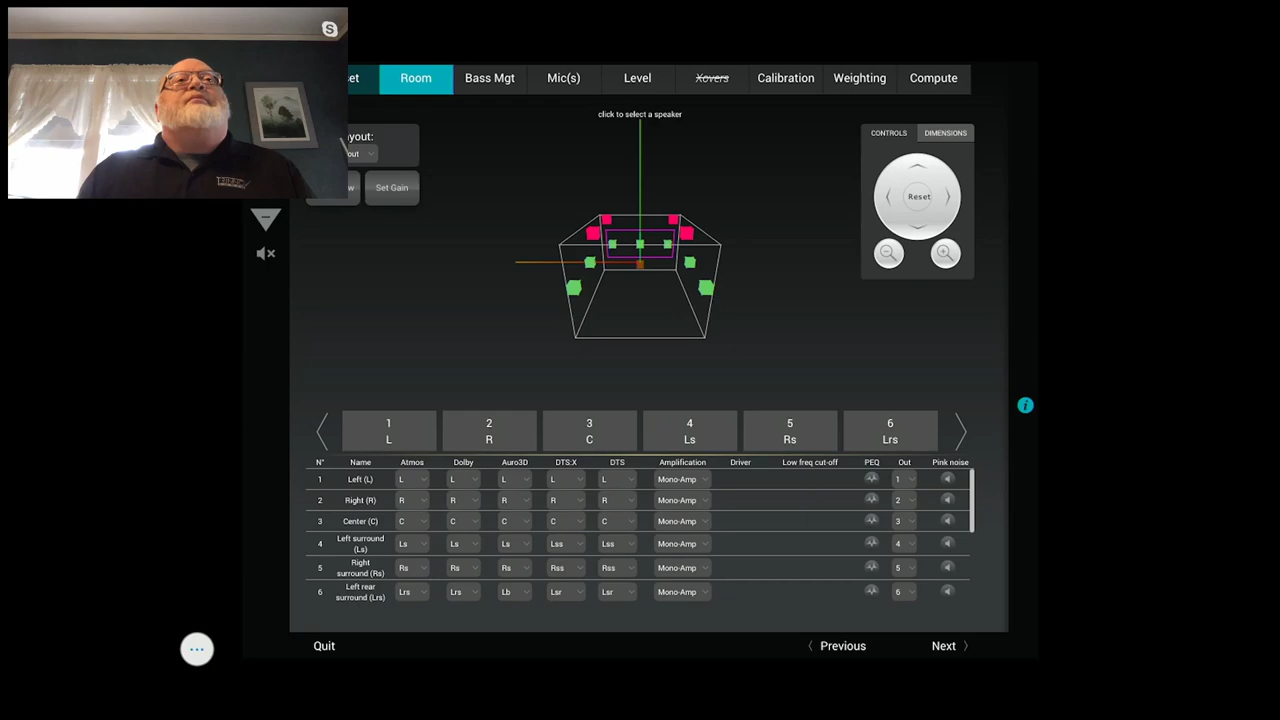 et
Room
Bass Mgt
Mic(s)
Level
Xovers
Calibration
Weighting
Compute
click to select a speaker
yout:
out
w
Set Gain
CONTROLS
DIMENSIONS
Reset
1
L
2
R
3
C
4
Ls
5
Rs
6
Lrs
N° Name Atmos Dolby Auro3D DTS:X DTS Amplification Driver Low freq cut-off PEQ Out Pink noise
1 Left (L) L L L L L Mono-Amp 1
2 Right (R) R R R R R Mono-Amp 2
3 Center (C) C C C C C Mono-Amp 3
4 Left surround (Ls) Ls Ls Ls Lss Lss Mono-Amp 4
5 Right surround (Rs) Rs Rs Rs Rss Rss Mono-Amp 5
6 Left rear surround (Lrs) Lrs Lrs Lb Lsr Lsr Mono-Amp 6
Quit
Previous
Next